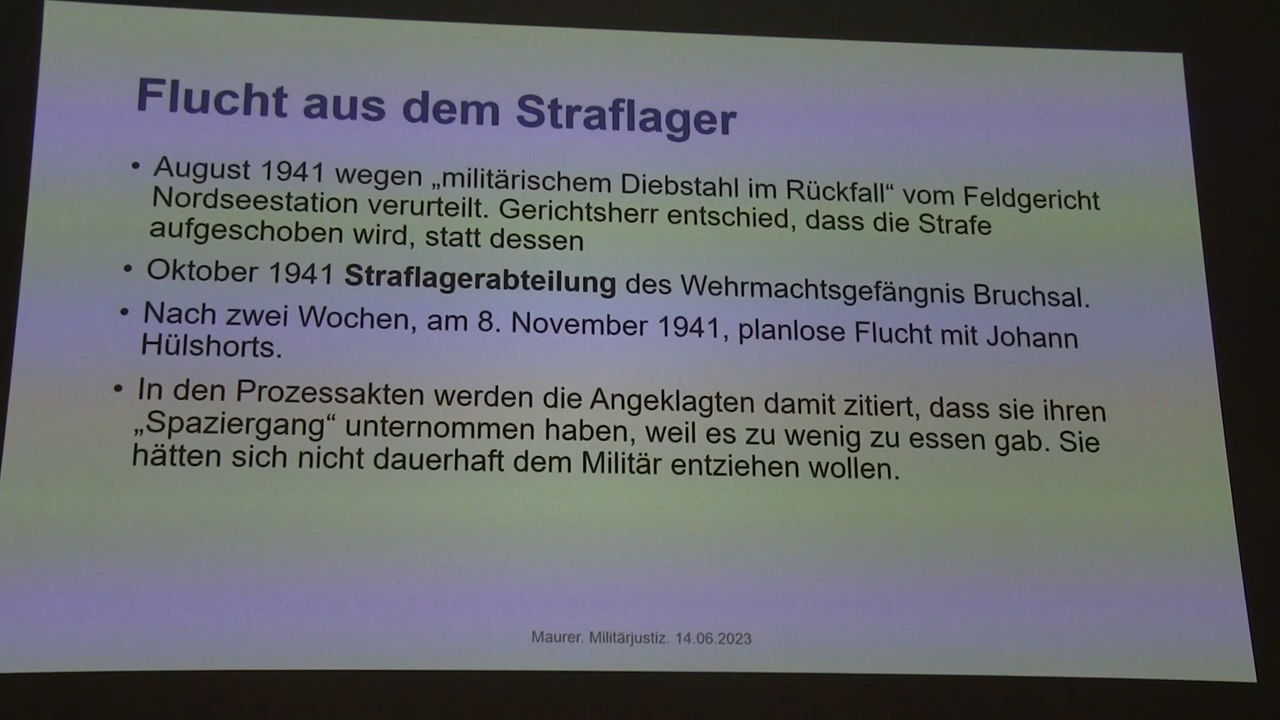 Flucht aus dem Straflager
• August 1941 wegen „militärischem Diebstahl im Rückfall“ vom Feldgericht
Nordseestation verurteilt. Gerichtsherr entschied, dass die Strafe
aufgeschoben wird, statt dessen
• Oktober 1941 Straflagerabteilung des Wehrmachtsgefängnis Bruchsal.
• Nach zwei Wochen, am 8. November 1941, planlose Flucht mit Johann
Hülshorts.
• In den Prozessakten werden die Angeklagten damit zitiert, dass sie ihren
„Spaziergang“ unternommen haben, weil es zu wenig zu essen gab. Sie
hätten sich nicht dauerhaft dem Militär entziehen wollen.
Maurer. Militärjustiz. 14.06.2023